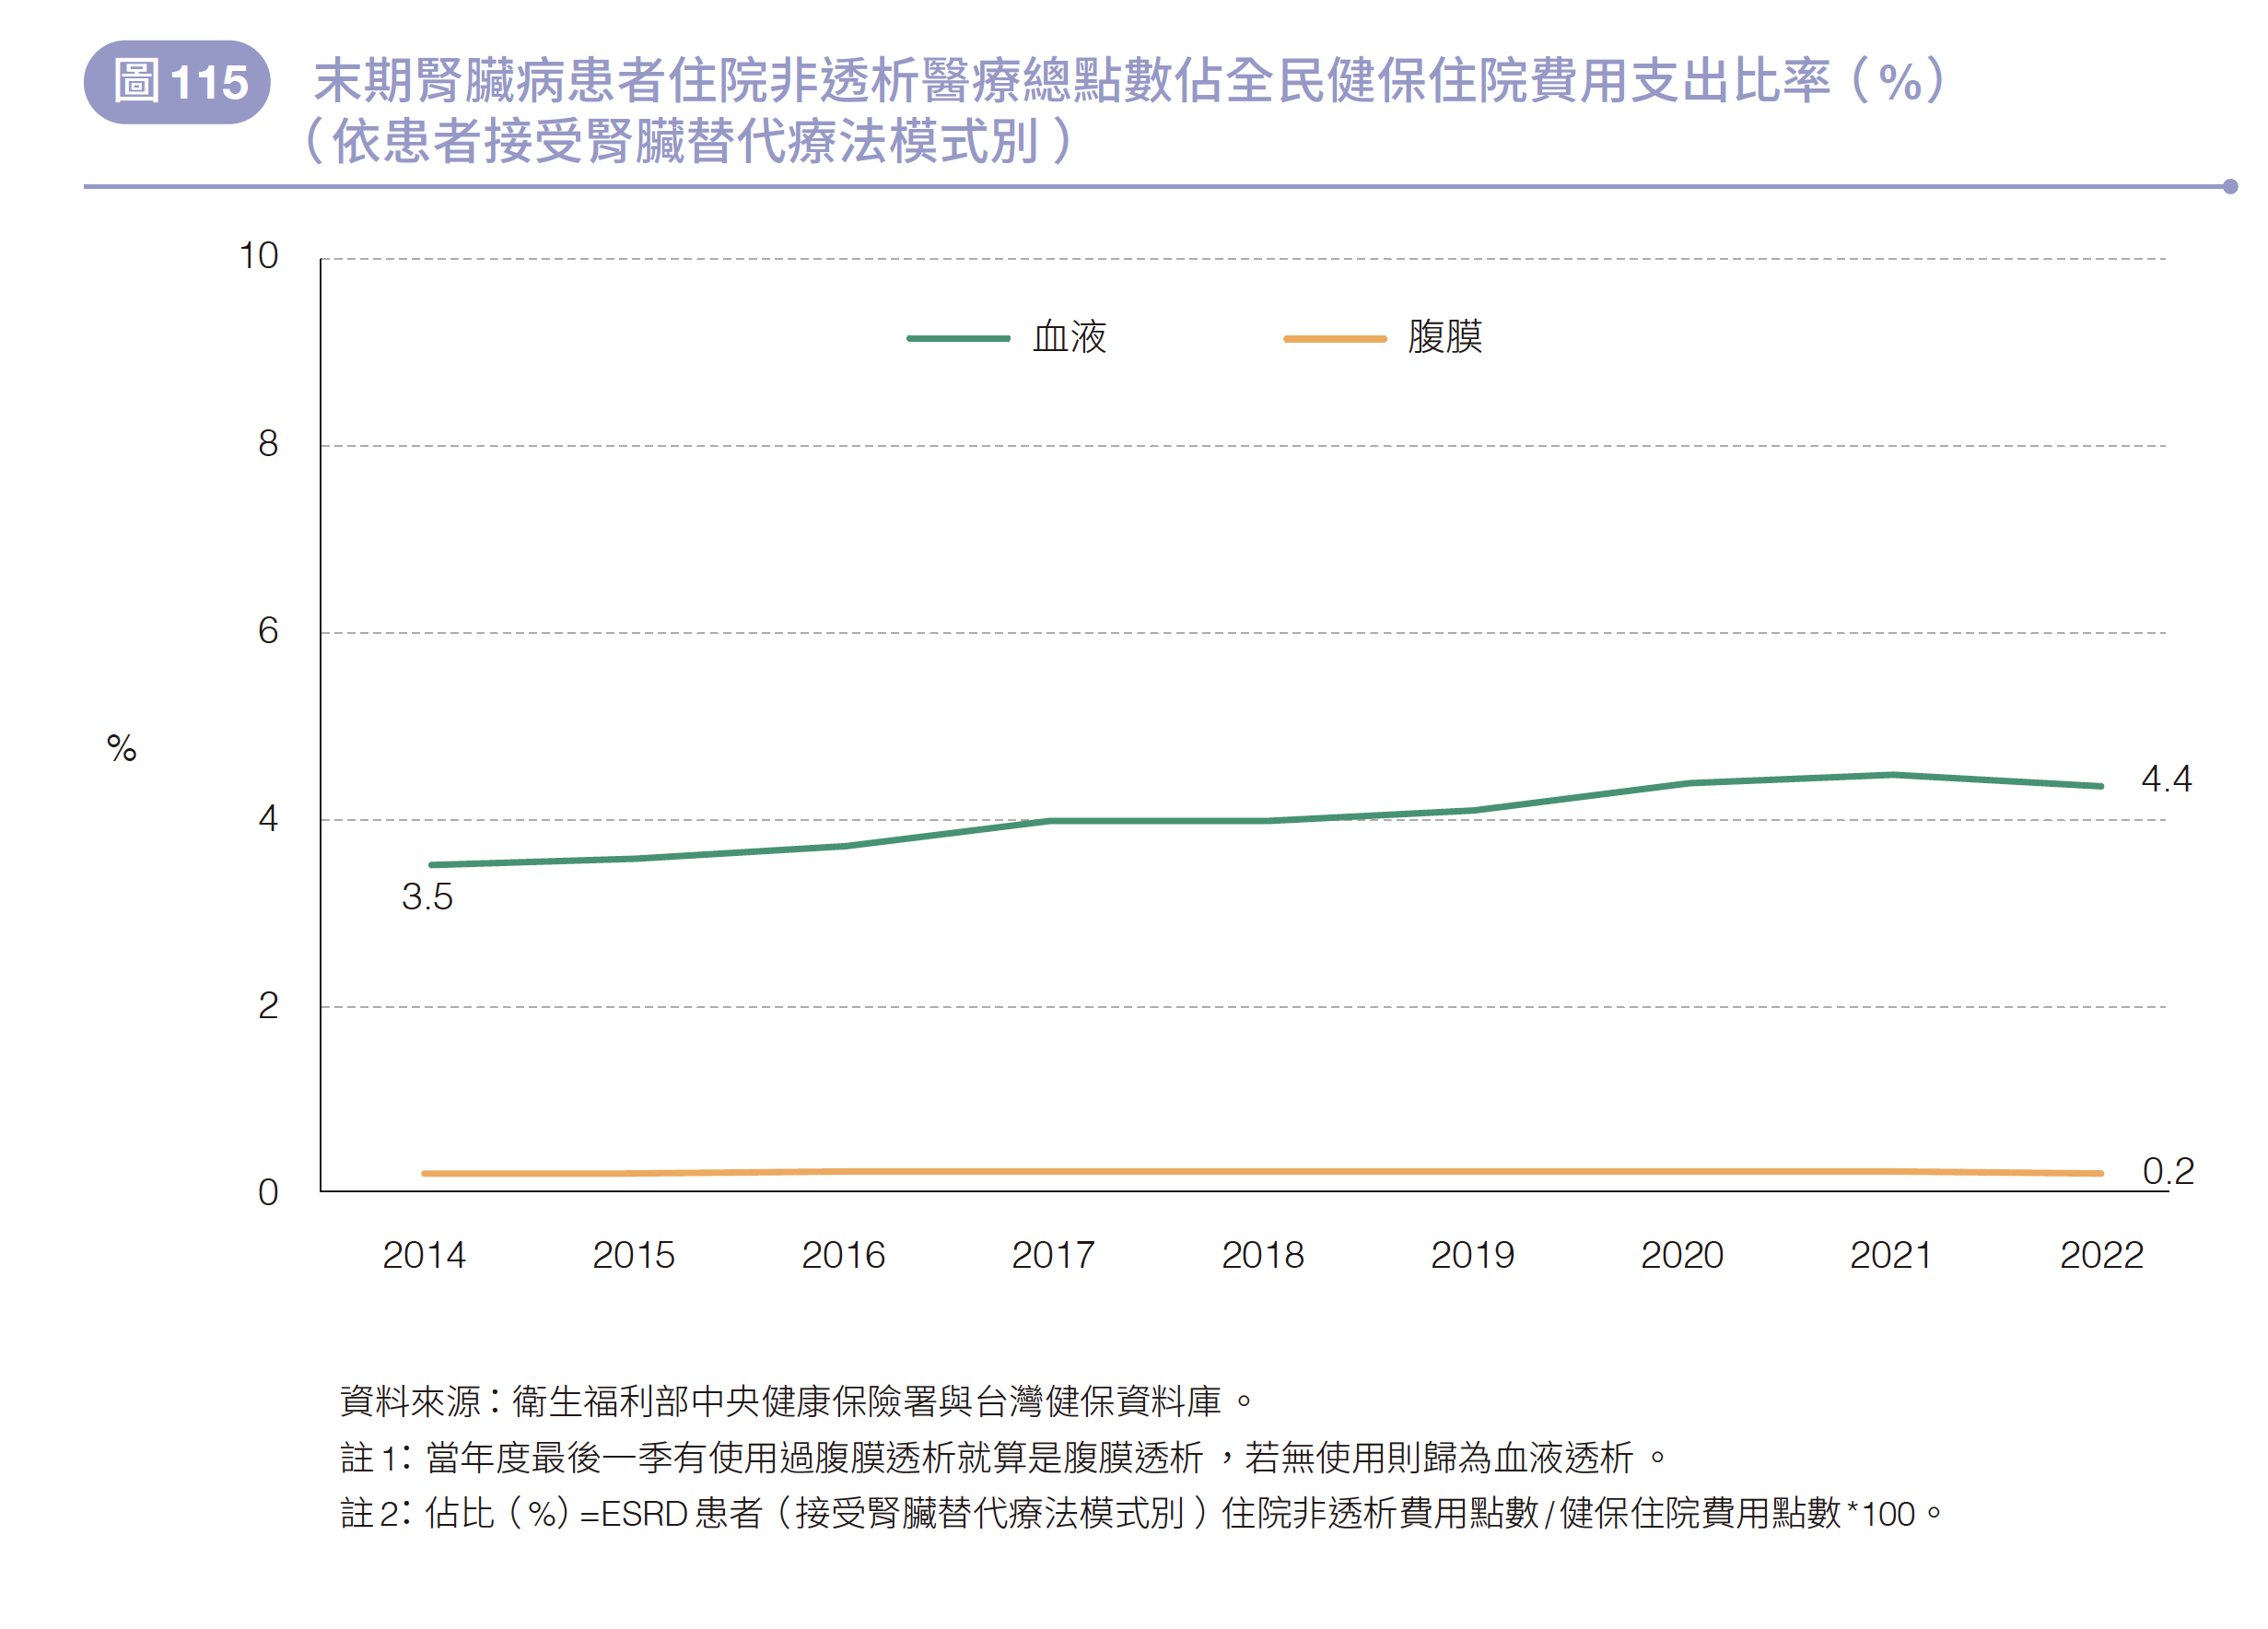 圖115 末期腎臟病患者住院非透析醫療總點數佔全民健保住院費用支出比率（%）
（依患者接受腎臟替代療法模式別）
10
血液 腹膜
8
6
%
4.4
4
3.5
2
0.2
0
2014 2015 2016 2017 2018 2019 2020 2021 2022
資料來源：衛生福利部中央健康保險署與台灣健保資料庫。
註1：當年度最後一季有使用過腹膜透析就算是腹膜透析，若無使用則歸為血液透析。
註2：佔比（%）=ESRD患者（接受腎臟替代療法模式別）住院非透析費用點數/健保住院費用點數*100。